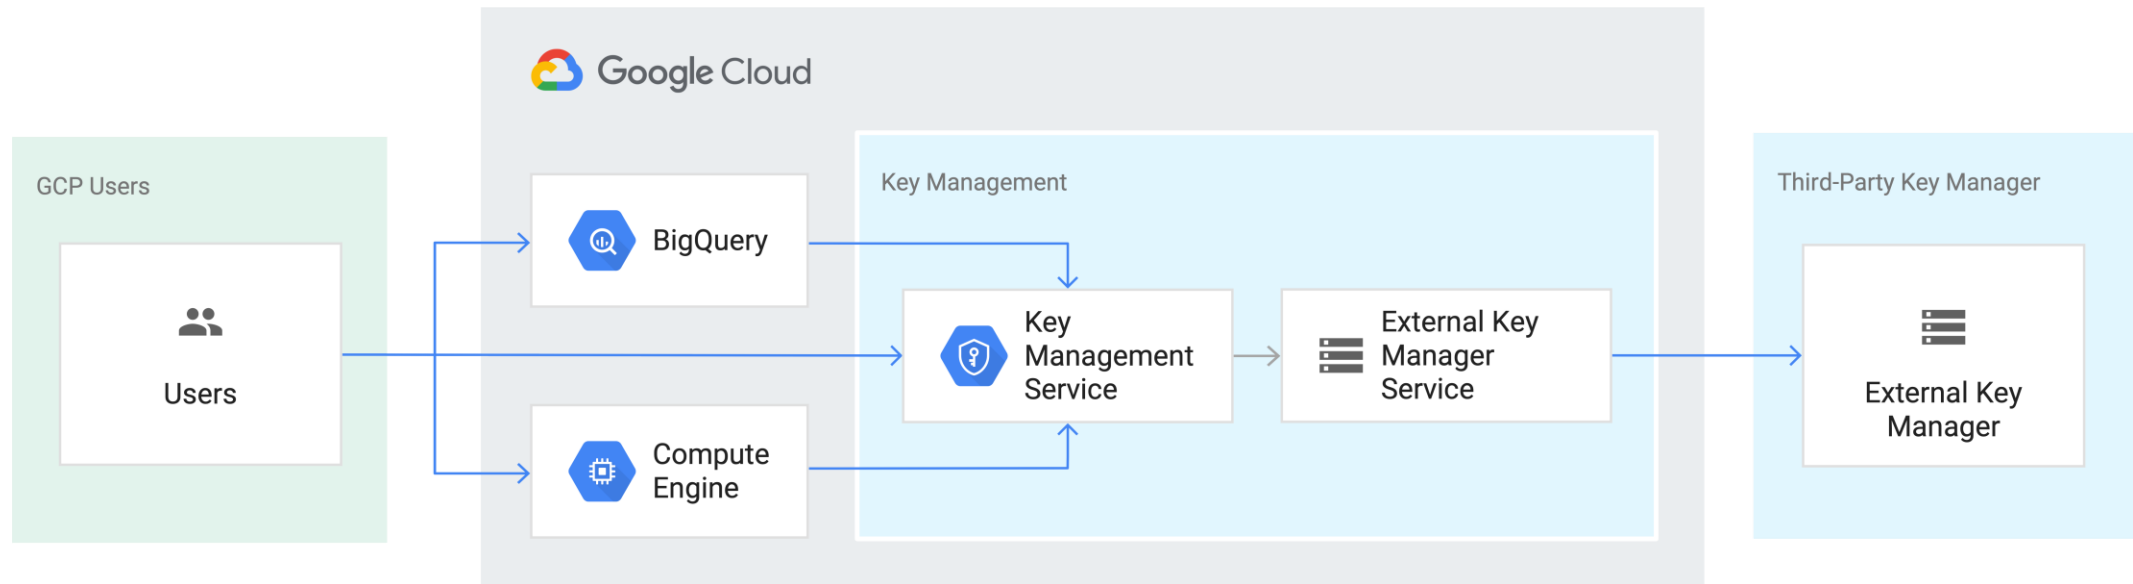 Google Cloud
GCP Users
Users
BigQuery
Compute
Engine
Key Management
Key
Management
Service
External Key
Manager
Service
Third-Party Key Manager
External Key
Manager